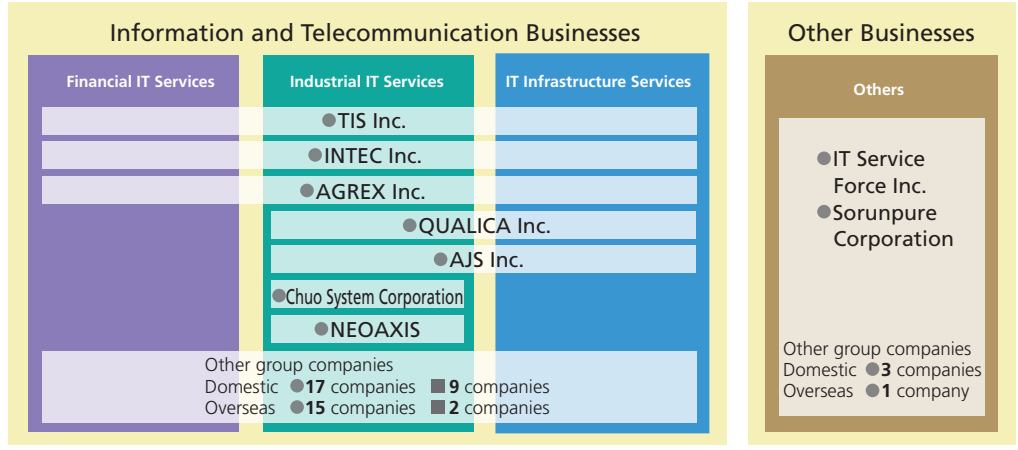 Information and Telecommunication Businesses
Financial IT Services
Industrial IT Services
IT Infrastructure Services
●TIS Inc.
●INTEC Inc.
●AGREX Inc.
●QUALICA Inc.
●AJS Inc.
●Chuo System Corporation
●NEOAXIS
Other group companies
Domestic ●17 companies ■9 companies
Overseas ●15 companies ■2 companies
Other Businesses
Others
●IT Service
Force Inc.
●Sorunpure
Corporation
Other group companies
Domestic ●3 companies
Overseas ●1 company